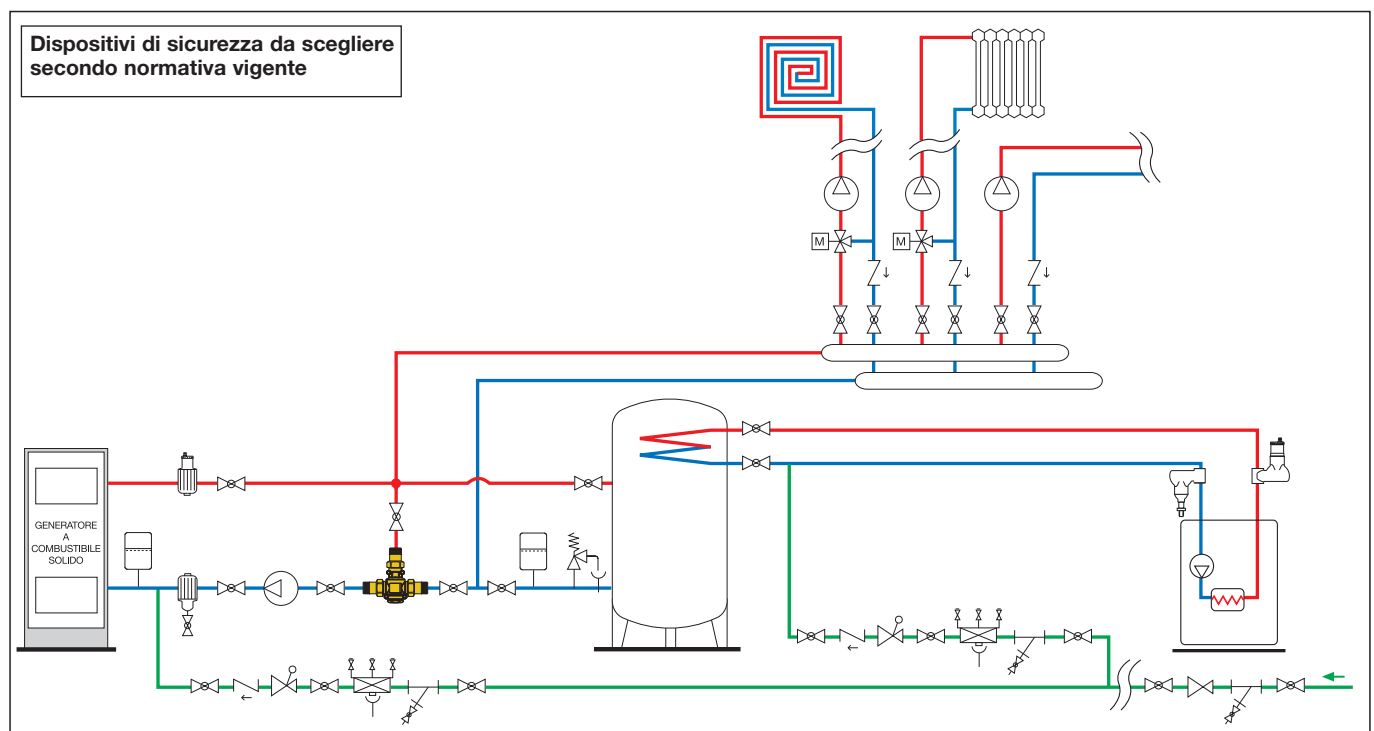 Dispositivi di sicurezza da scegliere
secondo normativa vigente
M
M
GENERATORE
A
COMBUSTIBILE
SOLIDO